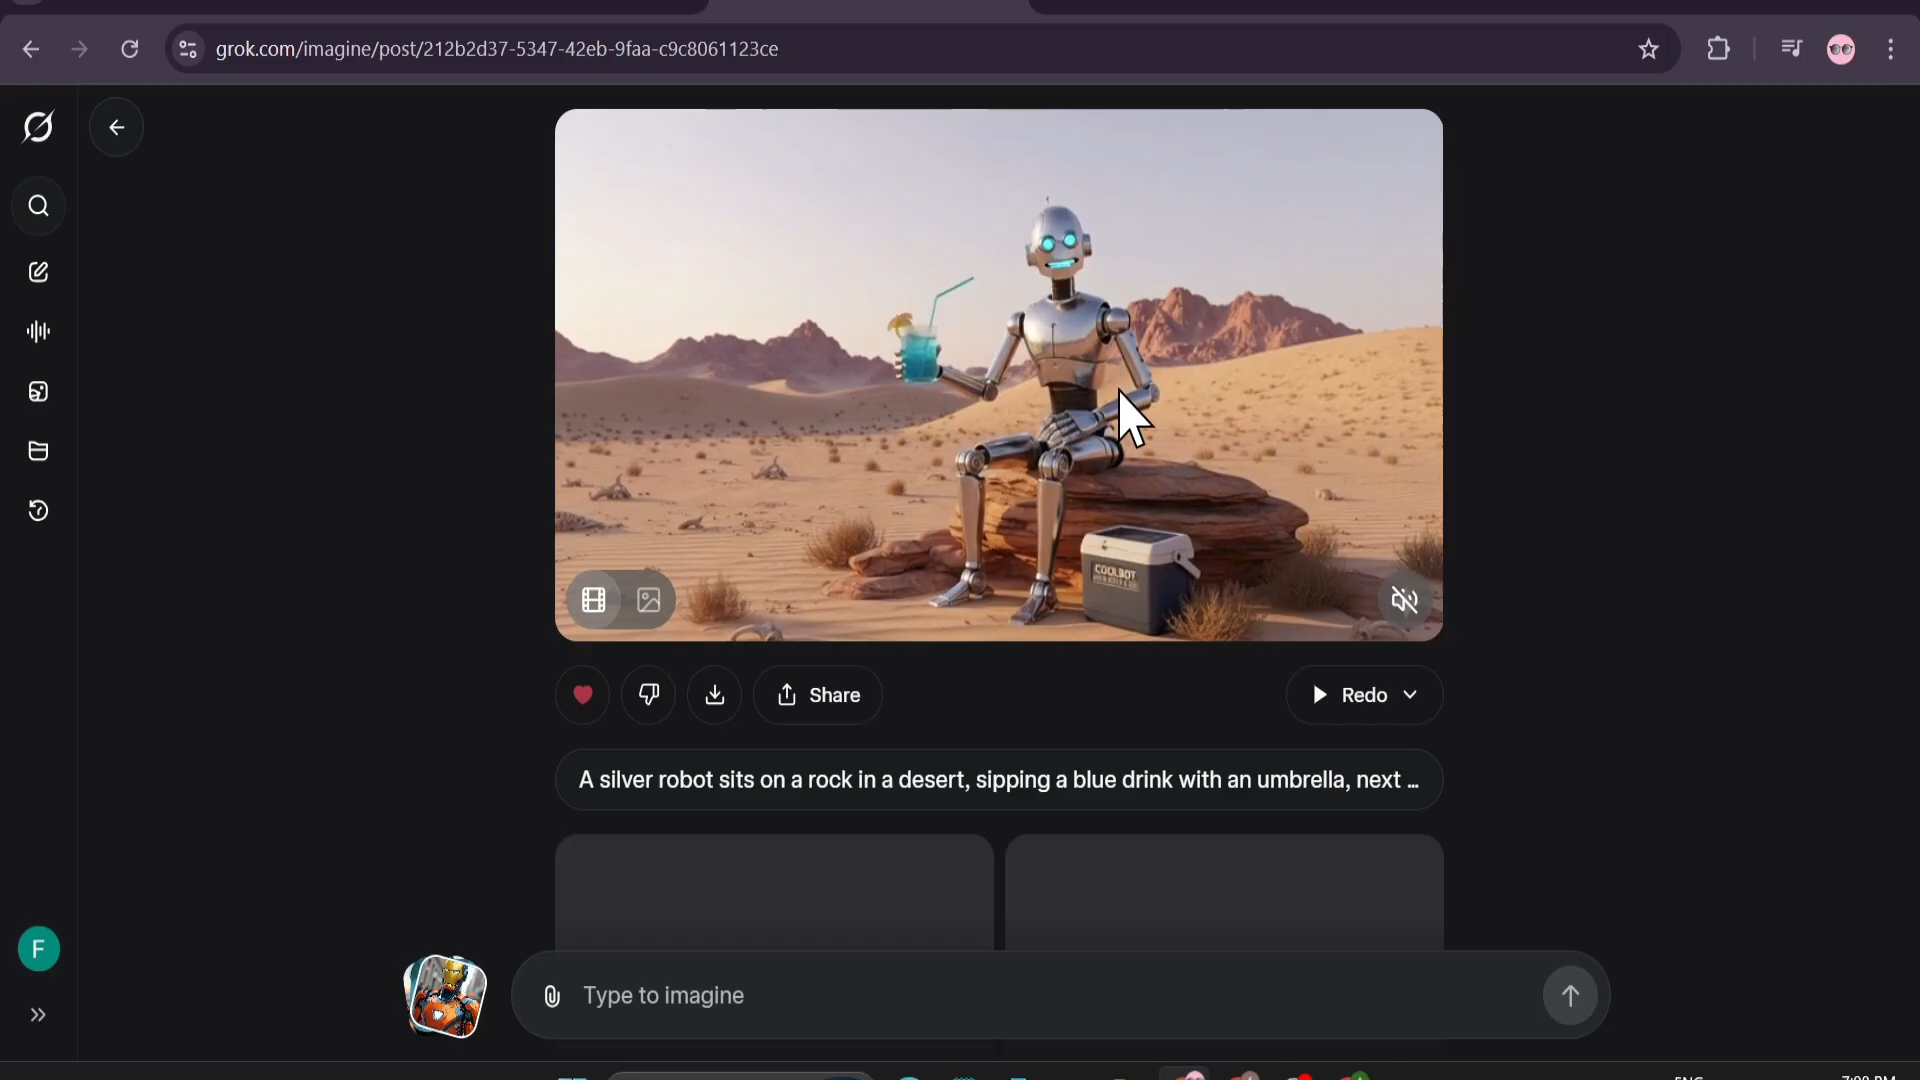 grok.com/imagine/post/212b2d37-5347-42eb-9faa-c9c8061123ce
COOLBOT
Share
Redo
A silver robot sits on a rock in a desert, sipping a blue drink with an umbrella, next ...
F
Type to imagine